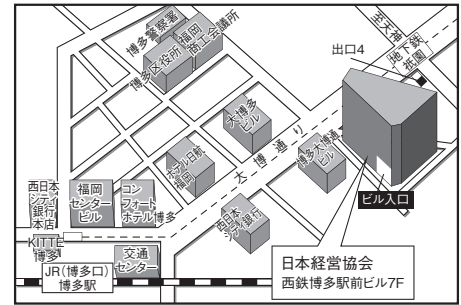 博多警察署
博多区役所
福岡
商工会議所
至天神
地下鉄
祇園
出口4
大博多
ビル
大博通り
ホテル日航
福岡
博多大博通
ビル
西日本
シティ銀行
西日本
シティ
銀行
本店
福岡
センター
ビル
コン
フォート
ホテル博多
KITTE
博多
交通
センター
JR(博多口)
博多駅
ビル入口
日本経営協会
西鉄博多駅前ビル7F